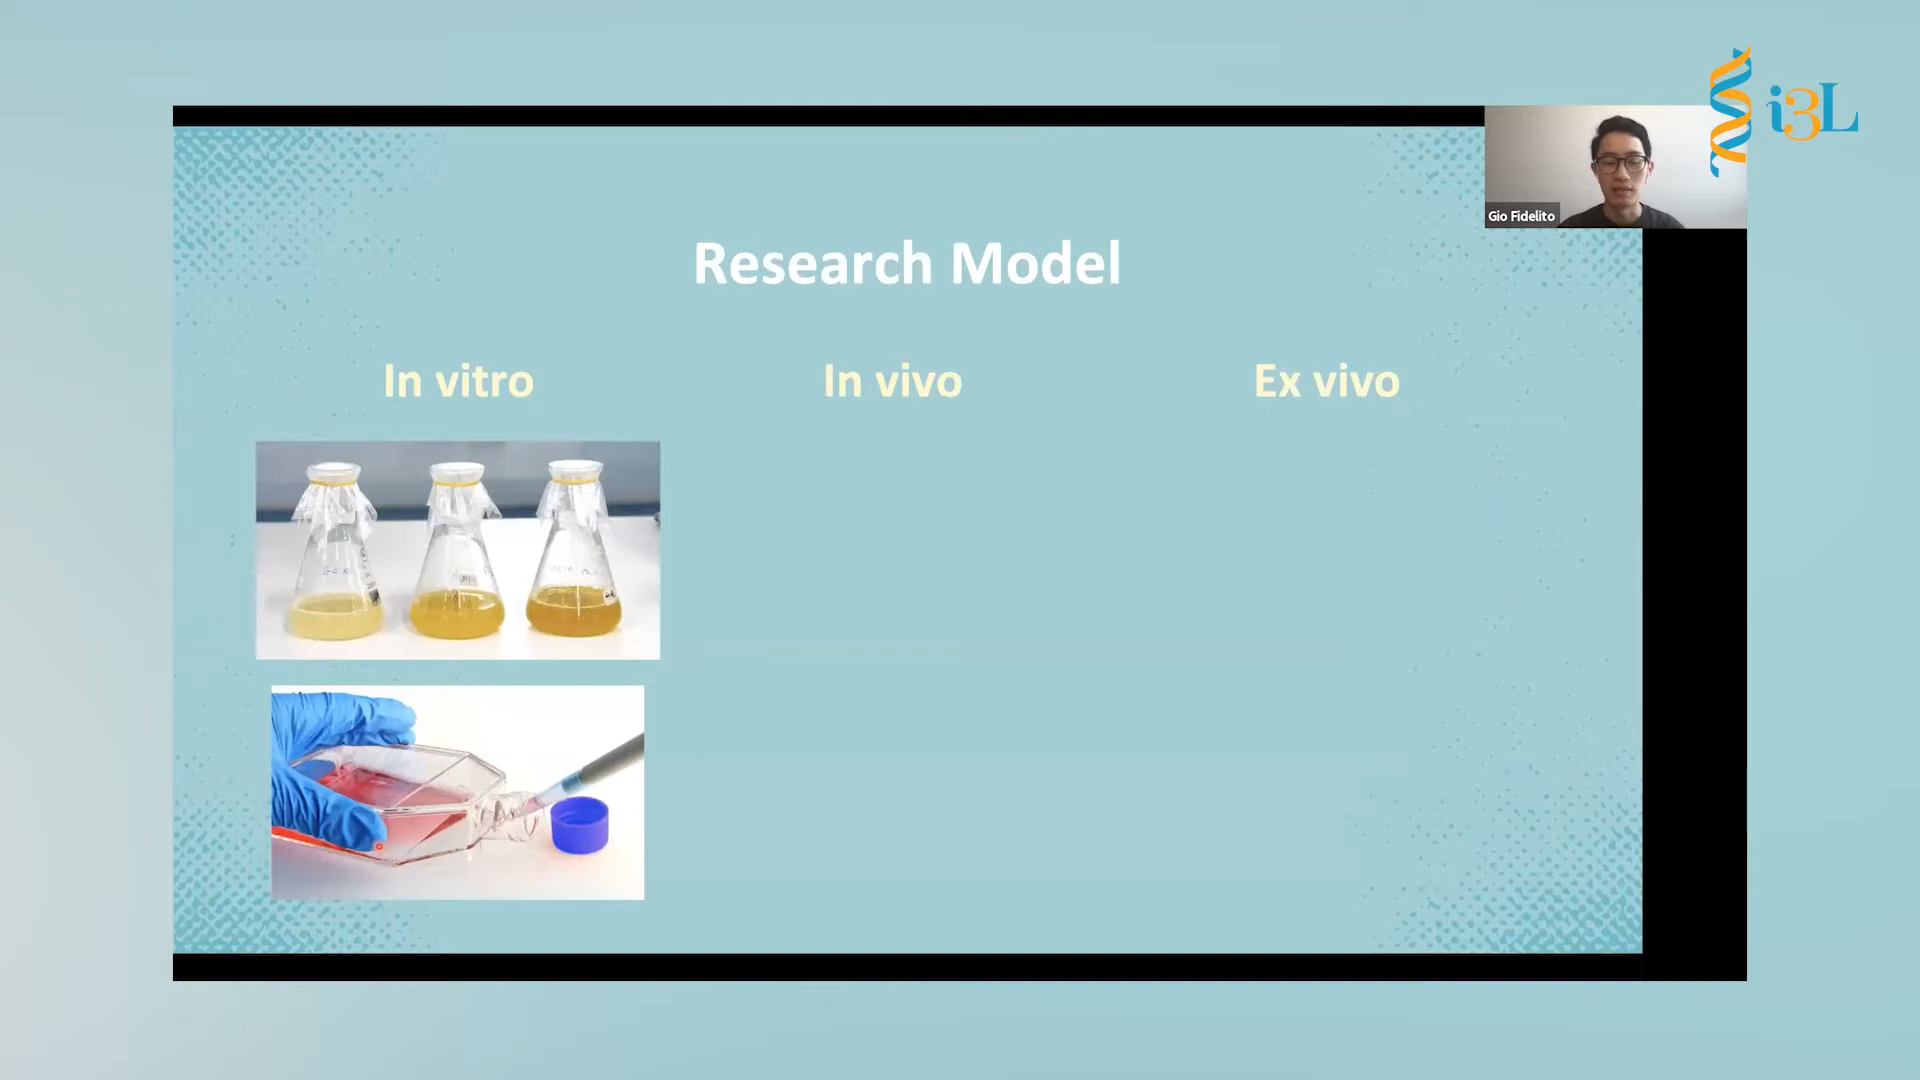 i3L
Gio Fidelito
Research Model
In vitro
In vivo
Ex vivo